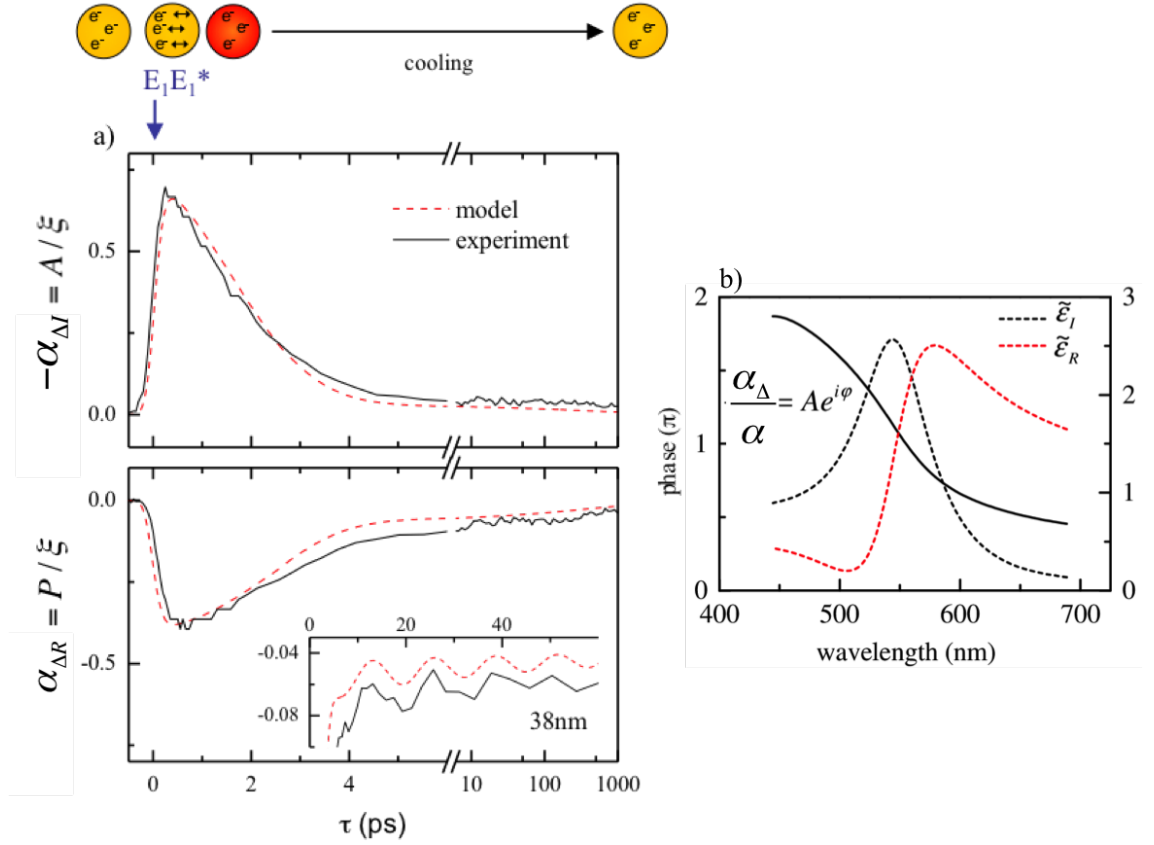 e⁻ e⁻ e⁻ e⁻ e⁻ e⁻ e⁻ e⁻ e⁻ e⁻ e⁻ e⁻
cooling
E₁E₁*
a)
−α_ΔI = A / ξ
0.5
0.0
model
experiment
α_ΔR = P / ξ
0.0
-0.5
0 20 40
-0.04
-0.08
38nm
0 2 4 10 100 1000
τ (ps)
b)
phase (π)
2
1
0
3
2
1
0
ε̃_I
ε̃_R
α_Δ/α = Ae^{iφ}
400 500 600 700
wavelength (nm)